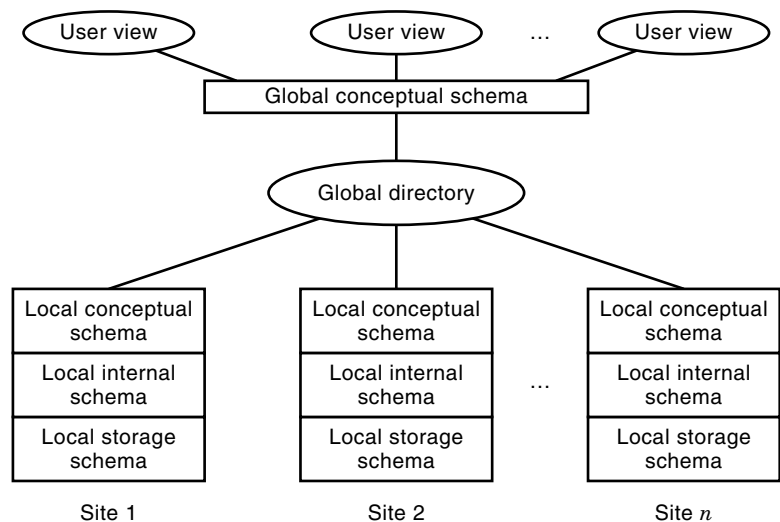 User view User view ... User view
Global conceptual schema
Global directory
Local conceptual
schema
Local internal
schema
Local storage
schema
Site 1
Local conceptual
schema
Local internal
schema
Local storage
schema
Site 2
...
Local conceptual
schema
Local internal
schema
Local storage
schema
Site n